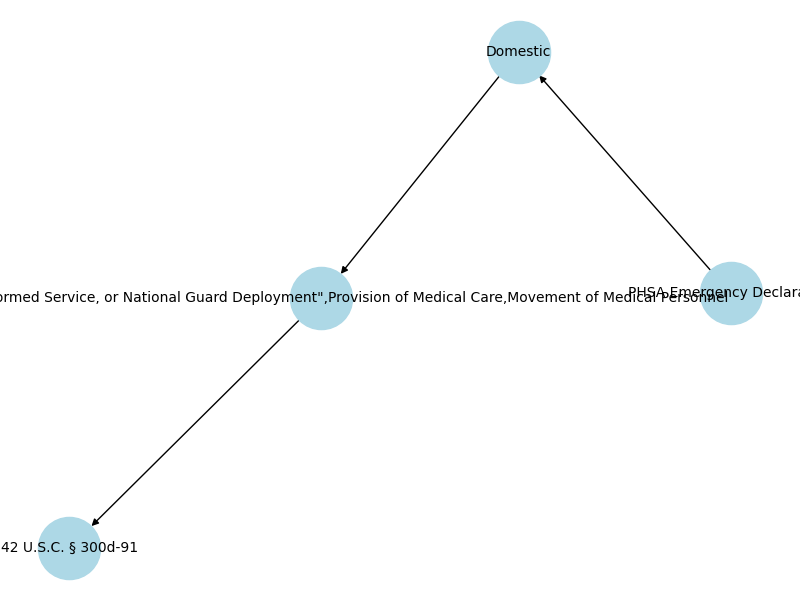 Domestic
PHSA Emergency Declara
ormed Service, or National Guard Deployment",Provision of Medical Care,Movement of Medical Personnel
42 U.S.C. § 300d-91